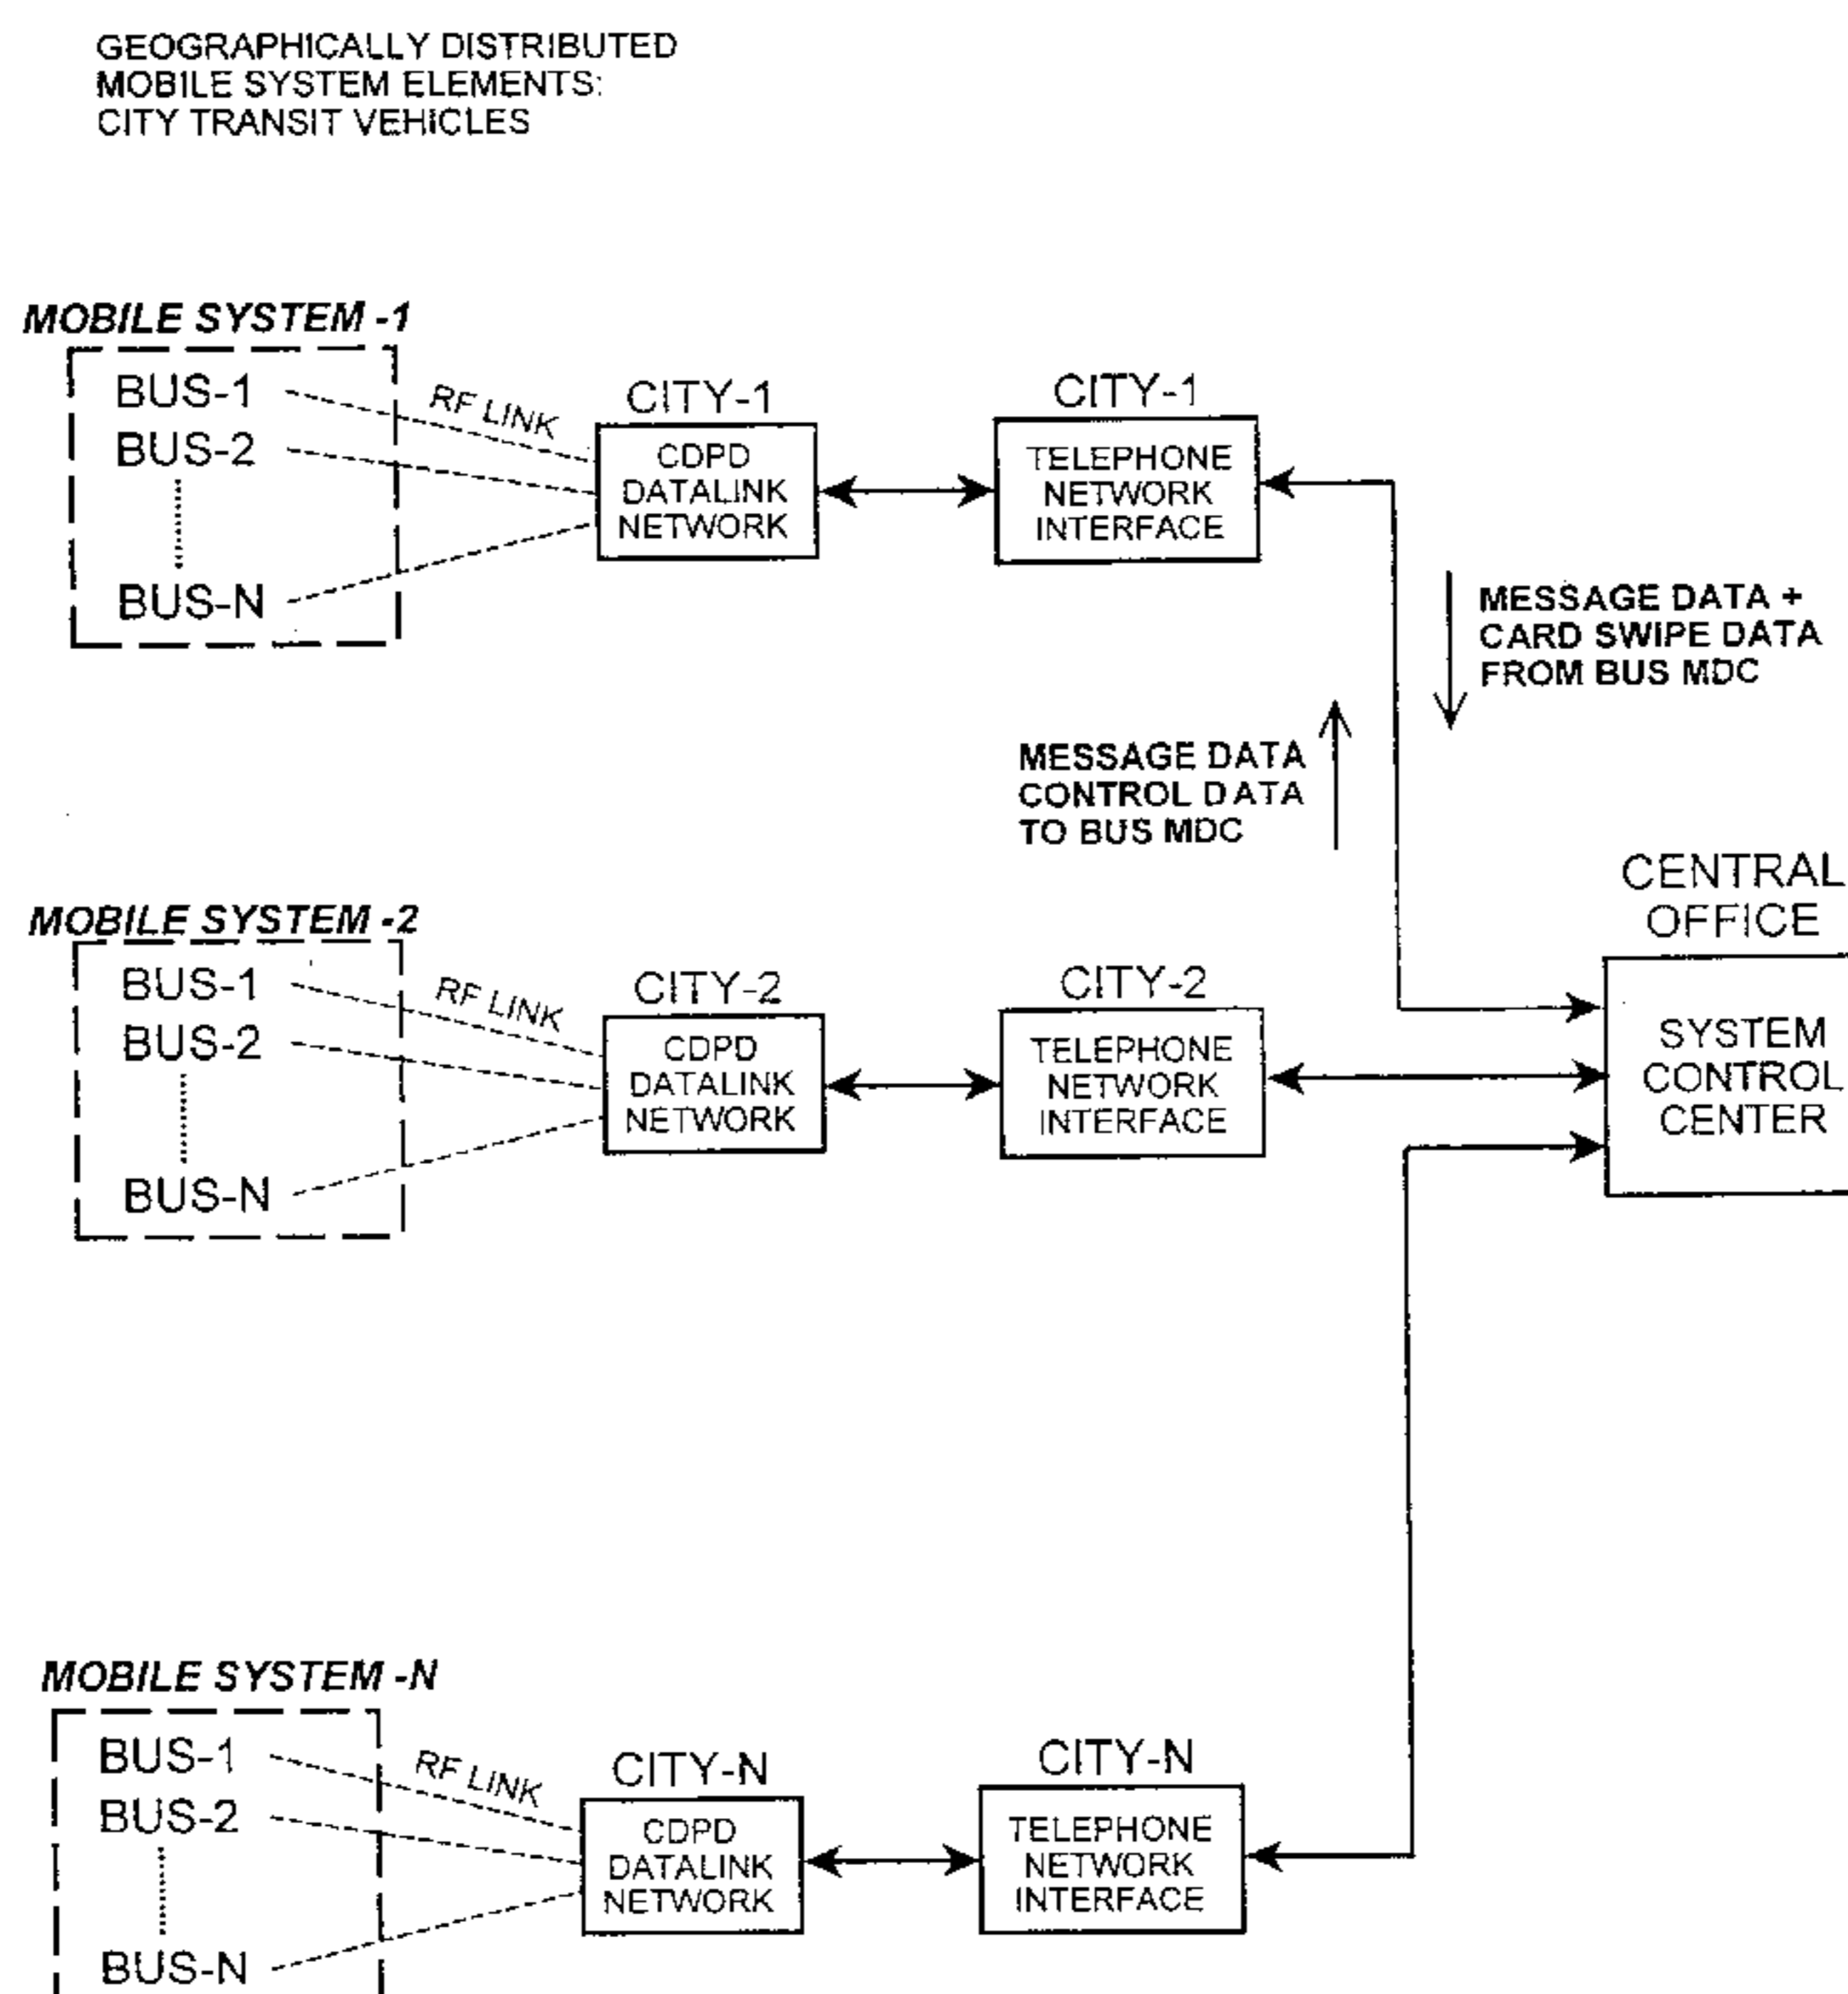 GEOGRAPHICALLY DISTRIBUTED
MOBILE SYSTEM ELEMENTS:
CITY TRANSIT VEHICLES
MOBILE SYSTEM -1
BUS-1
BUS-2
BUS-N
RF LINK
CITY-1
CDPD
DATALINK
NETWORK
CITY-1
TELEPHONE
NETWORK
INTERFACE
MESSAGE DATA +
CARD SWIPE DATA
FROM BUS MDC
MESSAGE DATA
CONTROL DATA
TO BUS MDC
MOBILE SYSTEM -2
BUS-1
BUS-2
BUS-N
RF LINK
CITY-2
CDPD
DATALINK
NETWORK
CITY-2
TELEPHONE
NETWORK
INTERFACE
CENTRAL
OFFICE
SYSTEM
CONTROL
CENTER
MOBILE SYSTEM -N
BUS-1
BUS-2
BUS-N
RF LINK
CITY-N
CDPD
DATALINK
NETWORK
CITY-N
TELEPHONE
NETWORK
INTERFACE